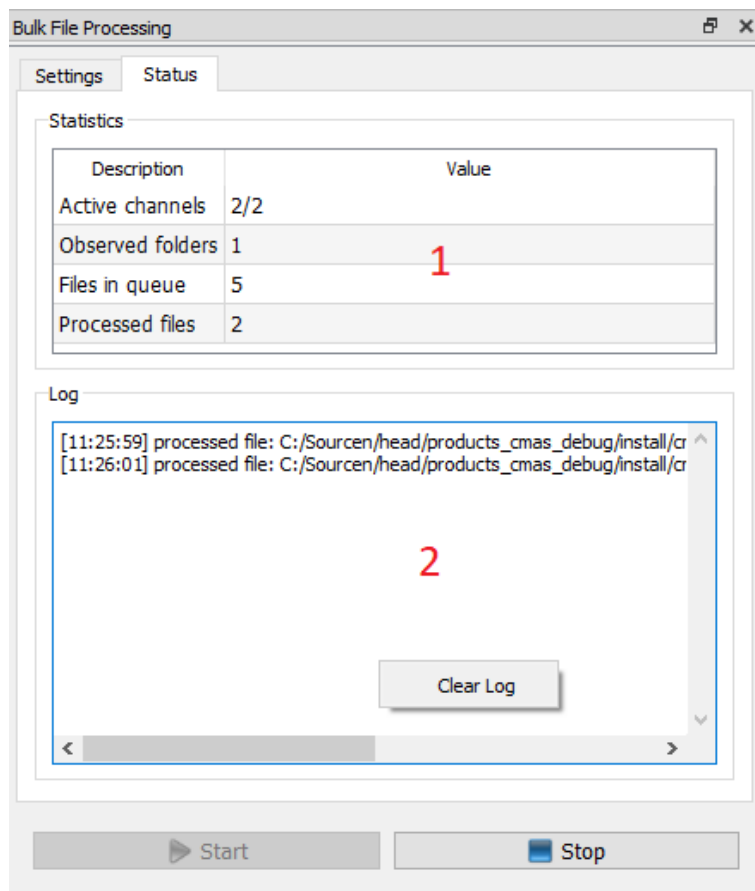 Bulk File Processing
Settings Status
Statistics
Description Value
Active channels 2/2
Observed folders 1
1
Files in queue 5
Processed files 2
Log
[11:25:59] processed file: C:/Sourcen/head/products_cmas_debug/install/cr
[11:26:01] processed file: C:/Sourcen/head/products_cmas_debug/install/cr
2
Clear Log
Start Stop